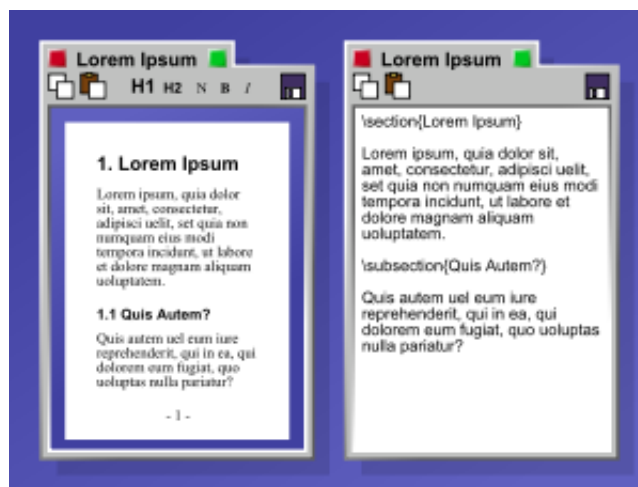 Lorem Ipsum
H1 H2 N B I
1. Lorem Ipsum
Lorem ipsum, quia dolor
sit, amet, consectetur,
adipisci uelit, set quia non
numquam eius modi
tempora incidunt, ut labore
et dolore magnam aliquam
uoluptatem.
1.1 Quis Autem?
Quis autem uel eum iure
reprehenderit, qui in ea, qui
dolorem eum fugiat, quo
uoluptas nulla pariatur?
- 1 -
Lorem Ipsum
\section{Lorem Ipsum}
Lorem ipsum, quia dolor sit,
amet, consectetur, adipisci uelit,
set quia non numquam eius modi
tempora incidunt, ut labore et
dolore magnam aliquam
uoluptatem.
\subsection{Quis Autem?}
Quis autem uel eum iure
reprehenderit, qui in ea, qui
dolorem eum fugiat, quo uoluptas
nulla pariatur?